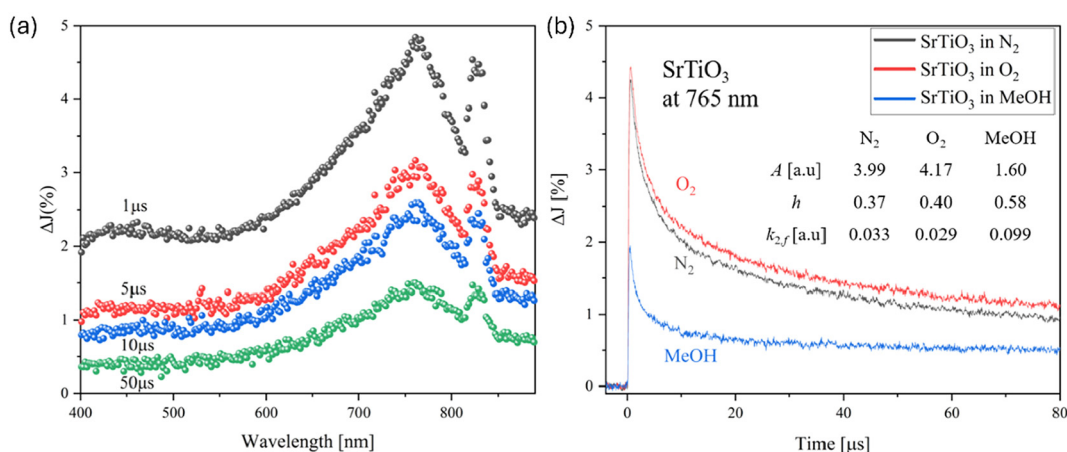 (a)
5
4
3
2
1
0
ΔJ(%)
1μs
5μs
10μs
50μs
400 500 600 700 800
Wavelength [nm]
(b)
5
4
3
2
1
0
ΔJ [%]
SrTiO₃
at 765 nm
SrTiO₃ in N₂
SrTiO₃ in O₂
SrTiO₃ in MeOH
N₂ O₂ MeOH
A [a.u] 3.99 4.17 1.60
h 0.37 0.40 0.58
k₂,f [a.u] 0.033 0.029 0.099
O₂
N₂
MeOH
0 20 40 60 80
Time [μs]